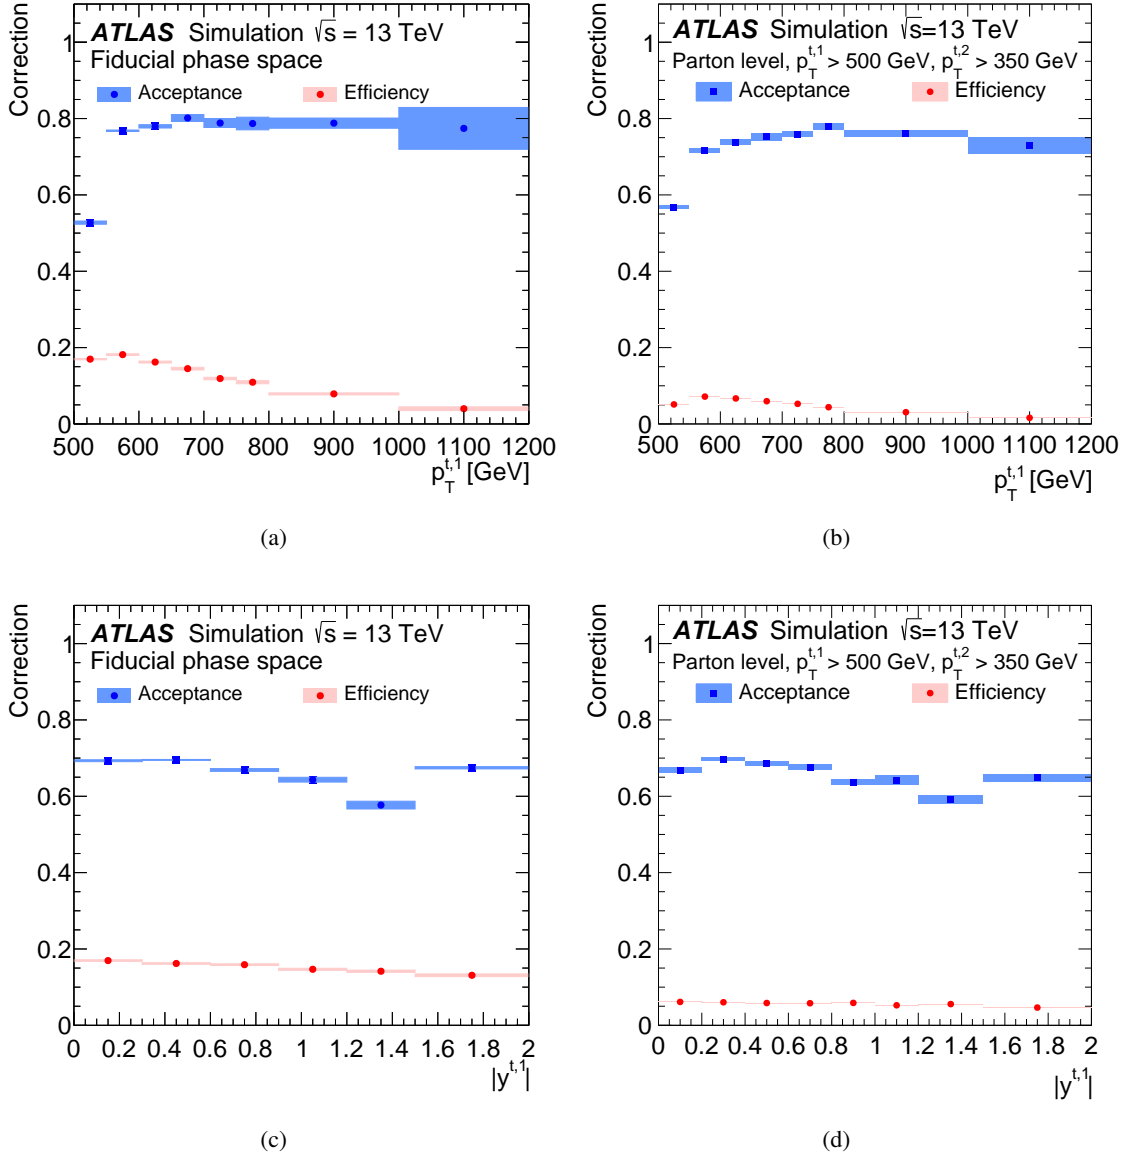 Correction
1
0.8
0.6
0.4
0.2
0
ATLAS Simulation √s = 13 TeV
Fiducial phase space
Acceptance Efficiency
500 600 700 800 900 1000 1100 1200
p_T^{t,1} [GeV]
(a)
Correction
1
0.8
0.6
0.4
0.2
0
ATLAS Simulation √s=13 TeV
Parton level, p_T^{t,1} > 500 GeV, p_T^{t,2} > 350 GeV
Acceptance Efficiency
500 600 700 800 900 1000 1100 1200
p_T^{t,1} [GeV]
(b)
Correction
1
0.8
0.6
0.4
0.2
0
ATLAS Simulation √s = 13 TeV
Fiducial phase space
Acceptance Efficiency
0 0.2 0.4 0.6 0.8 1 1.2 1.4 1.6 1.8 2
|y^{t,1}|
(c)
Correction
1
0.8
0.6
0.4
0.2
0
ATLAS Simulation √s=13 TeV
Parton level, p_T^{t,1} > 500 GeV, p_T^{t,2} > 350 GeV
Acceptance Efficiency
0 0.2 0.4 0.6 0.8 1 1.2 1.4 1.6 1.8 2
|y^{t,1}|
(d)